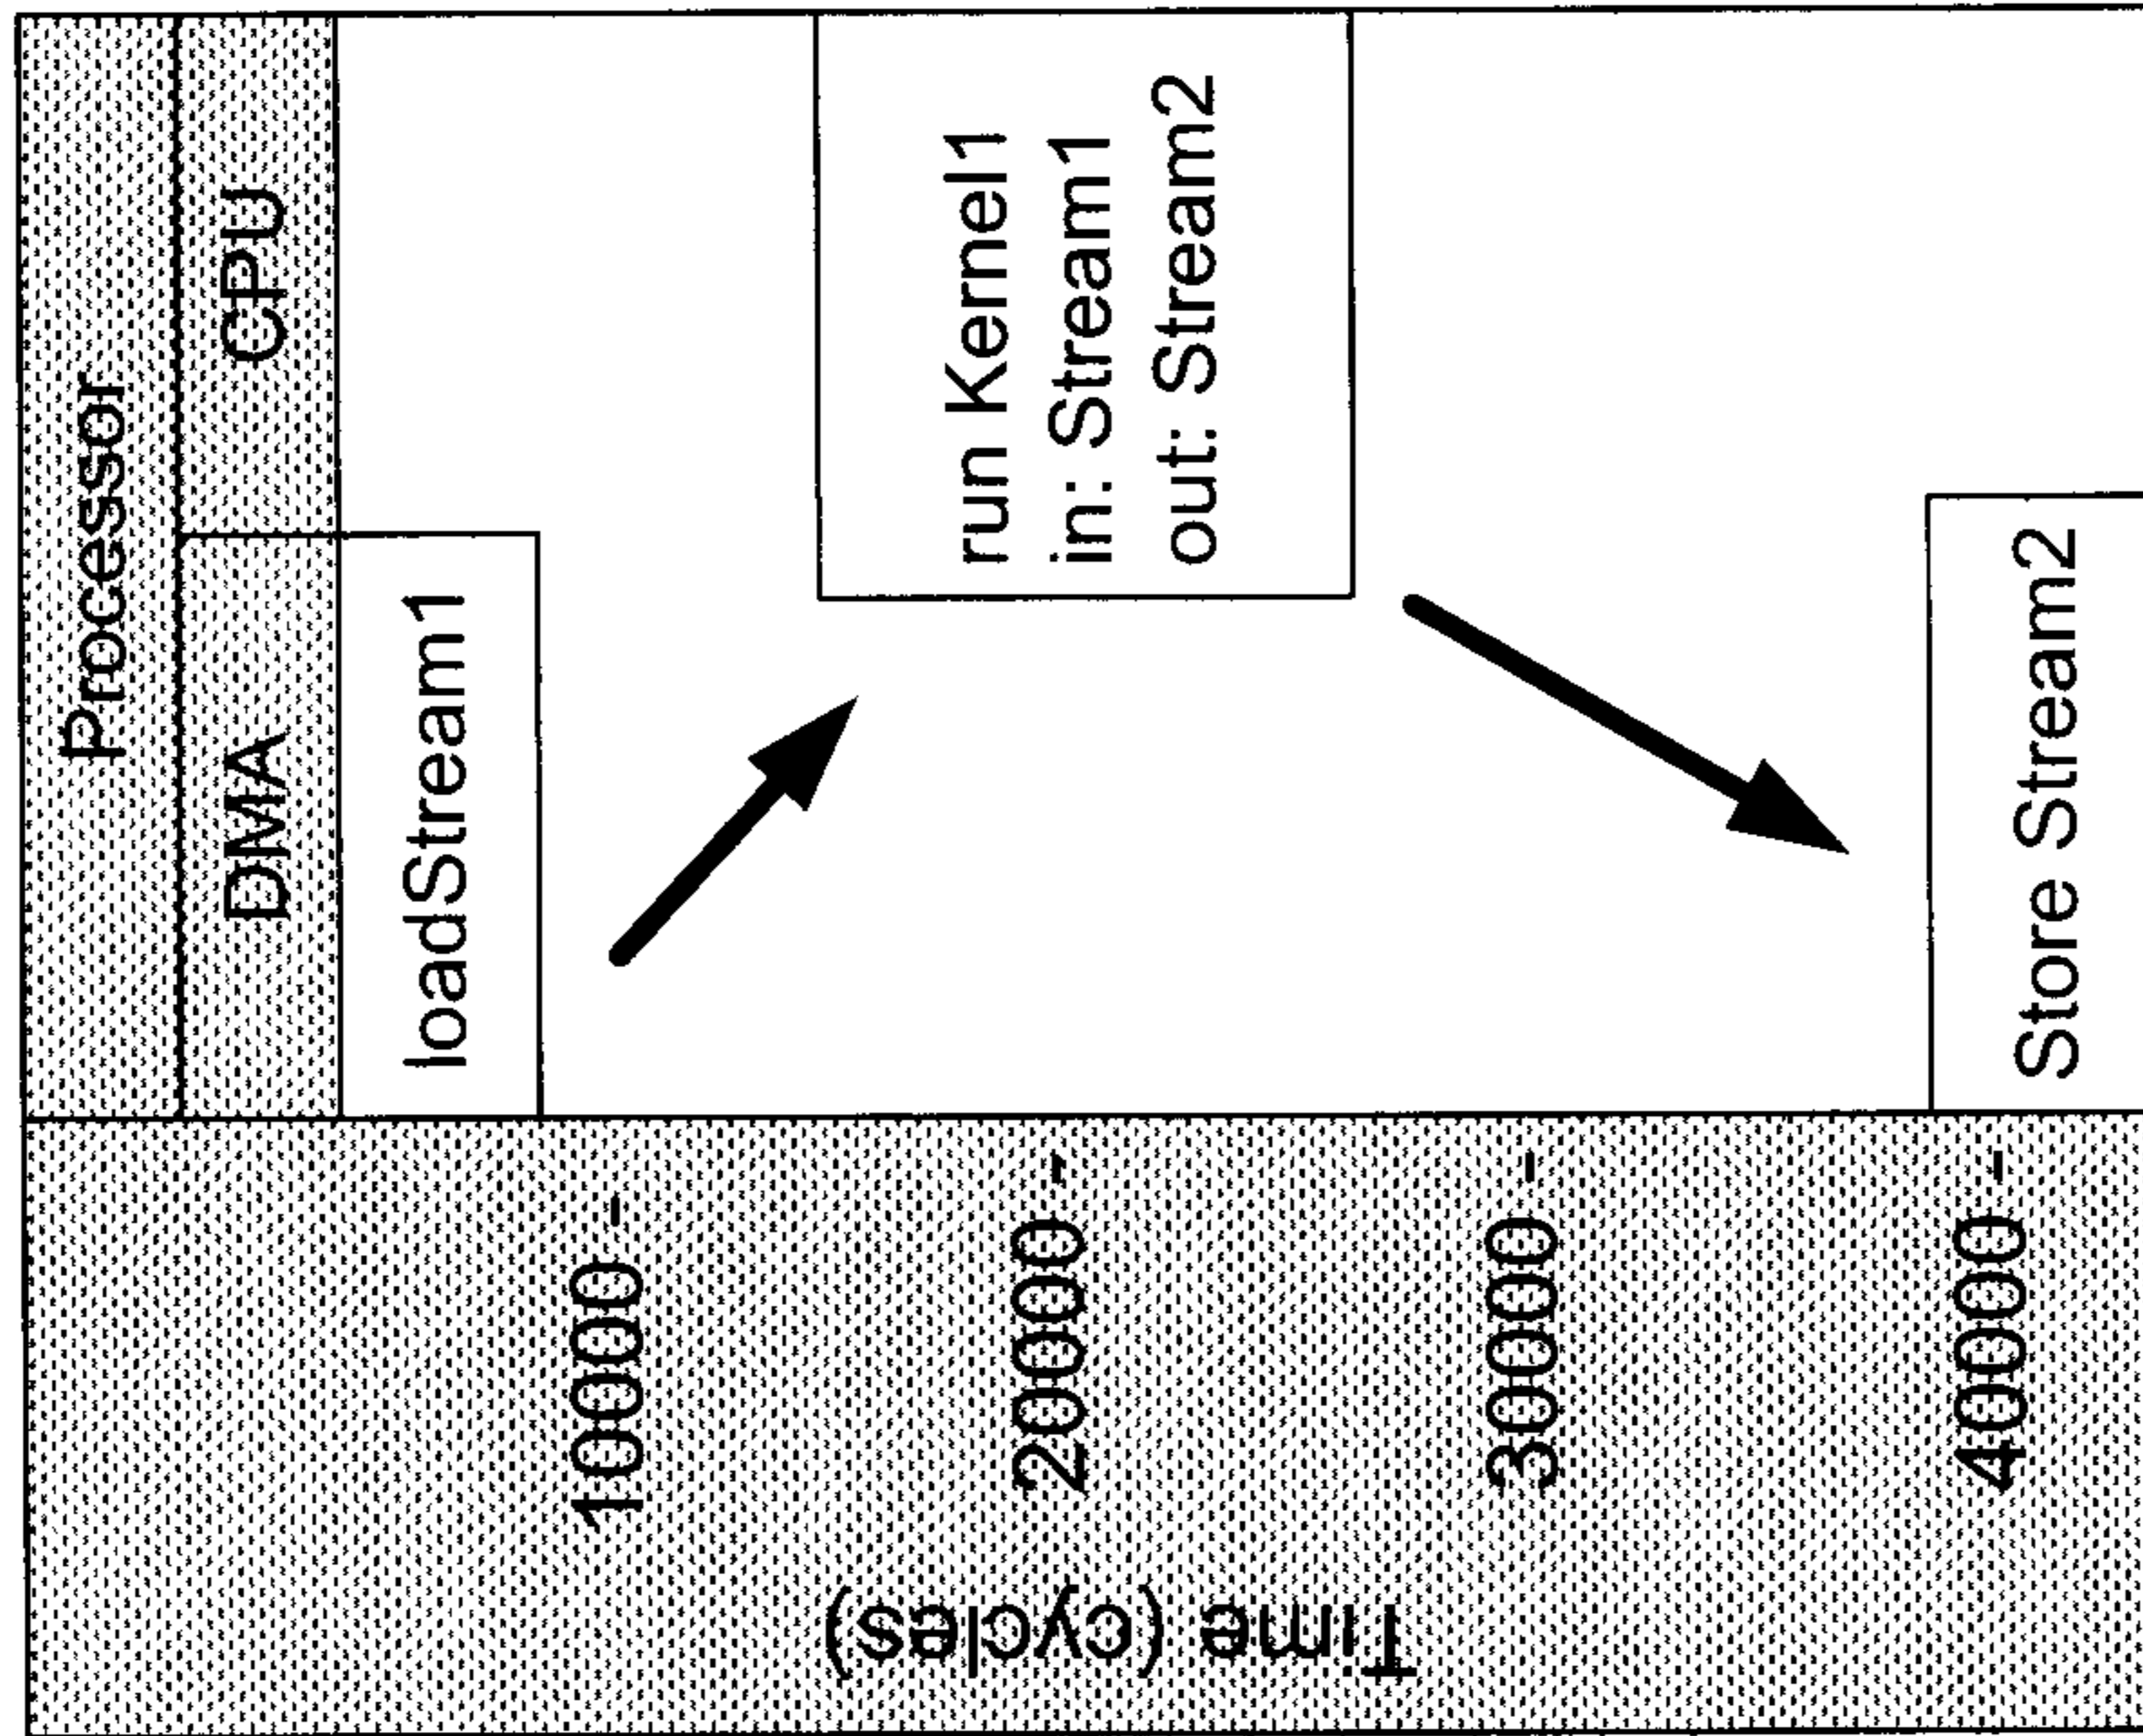 Processor
DMA
CPU
loadStream1
run Kernel1
in: Stream1
out: Stream2
Store Stream2
Time (cycles)
10000 -
20000 -
30000 -
40000 -